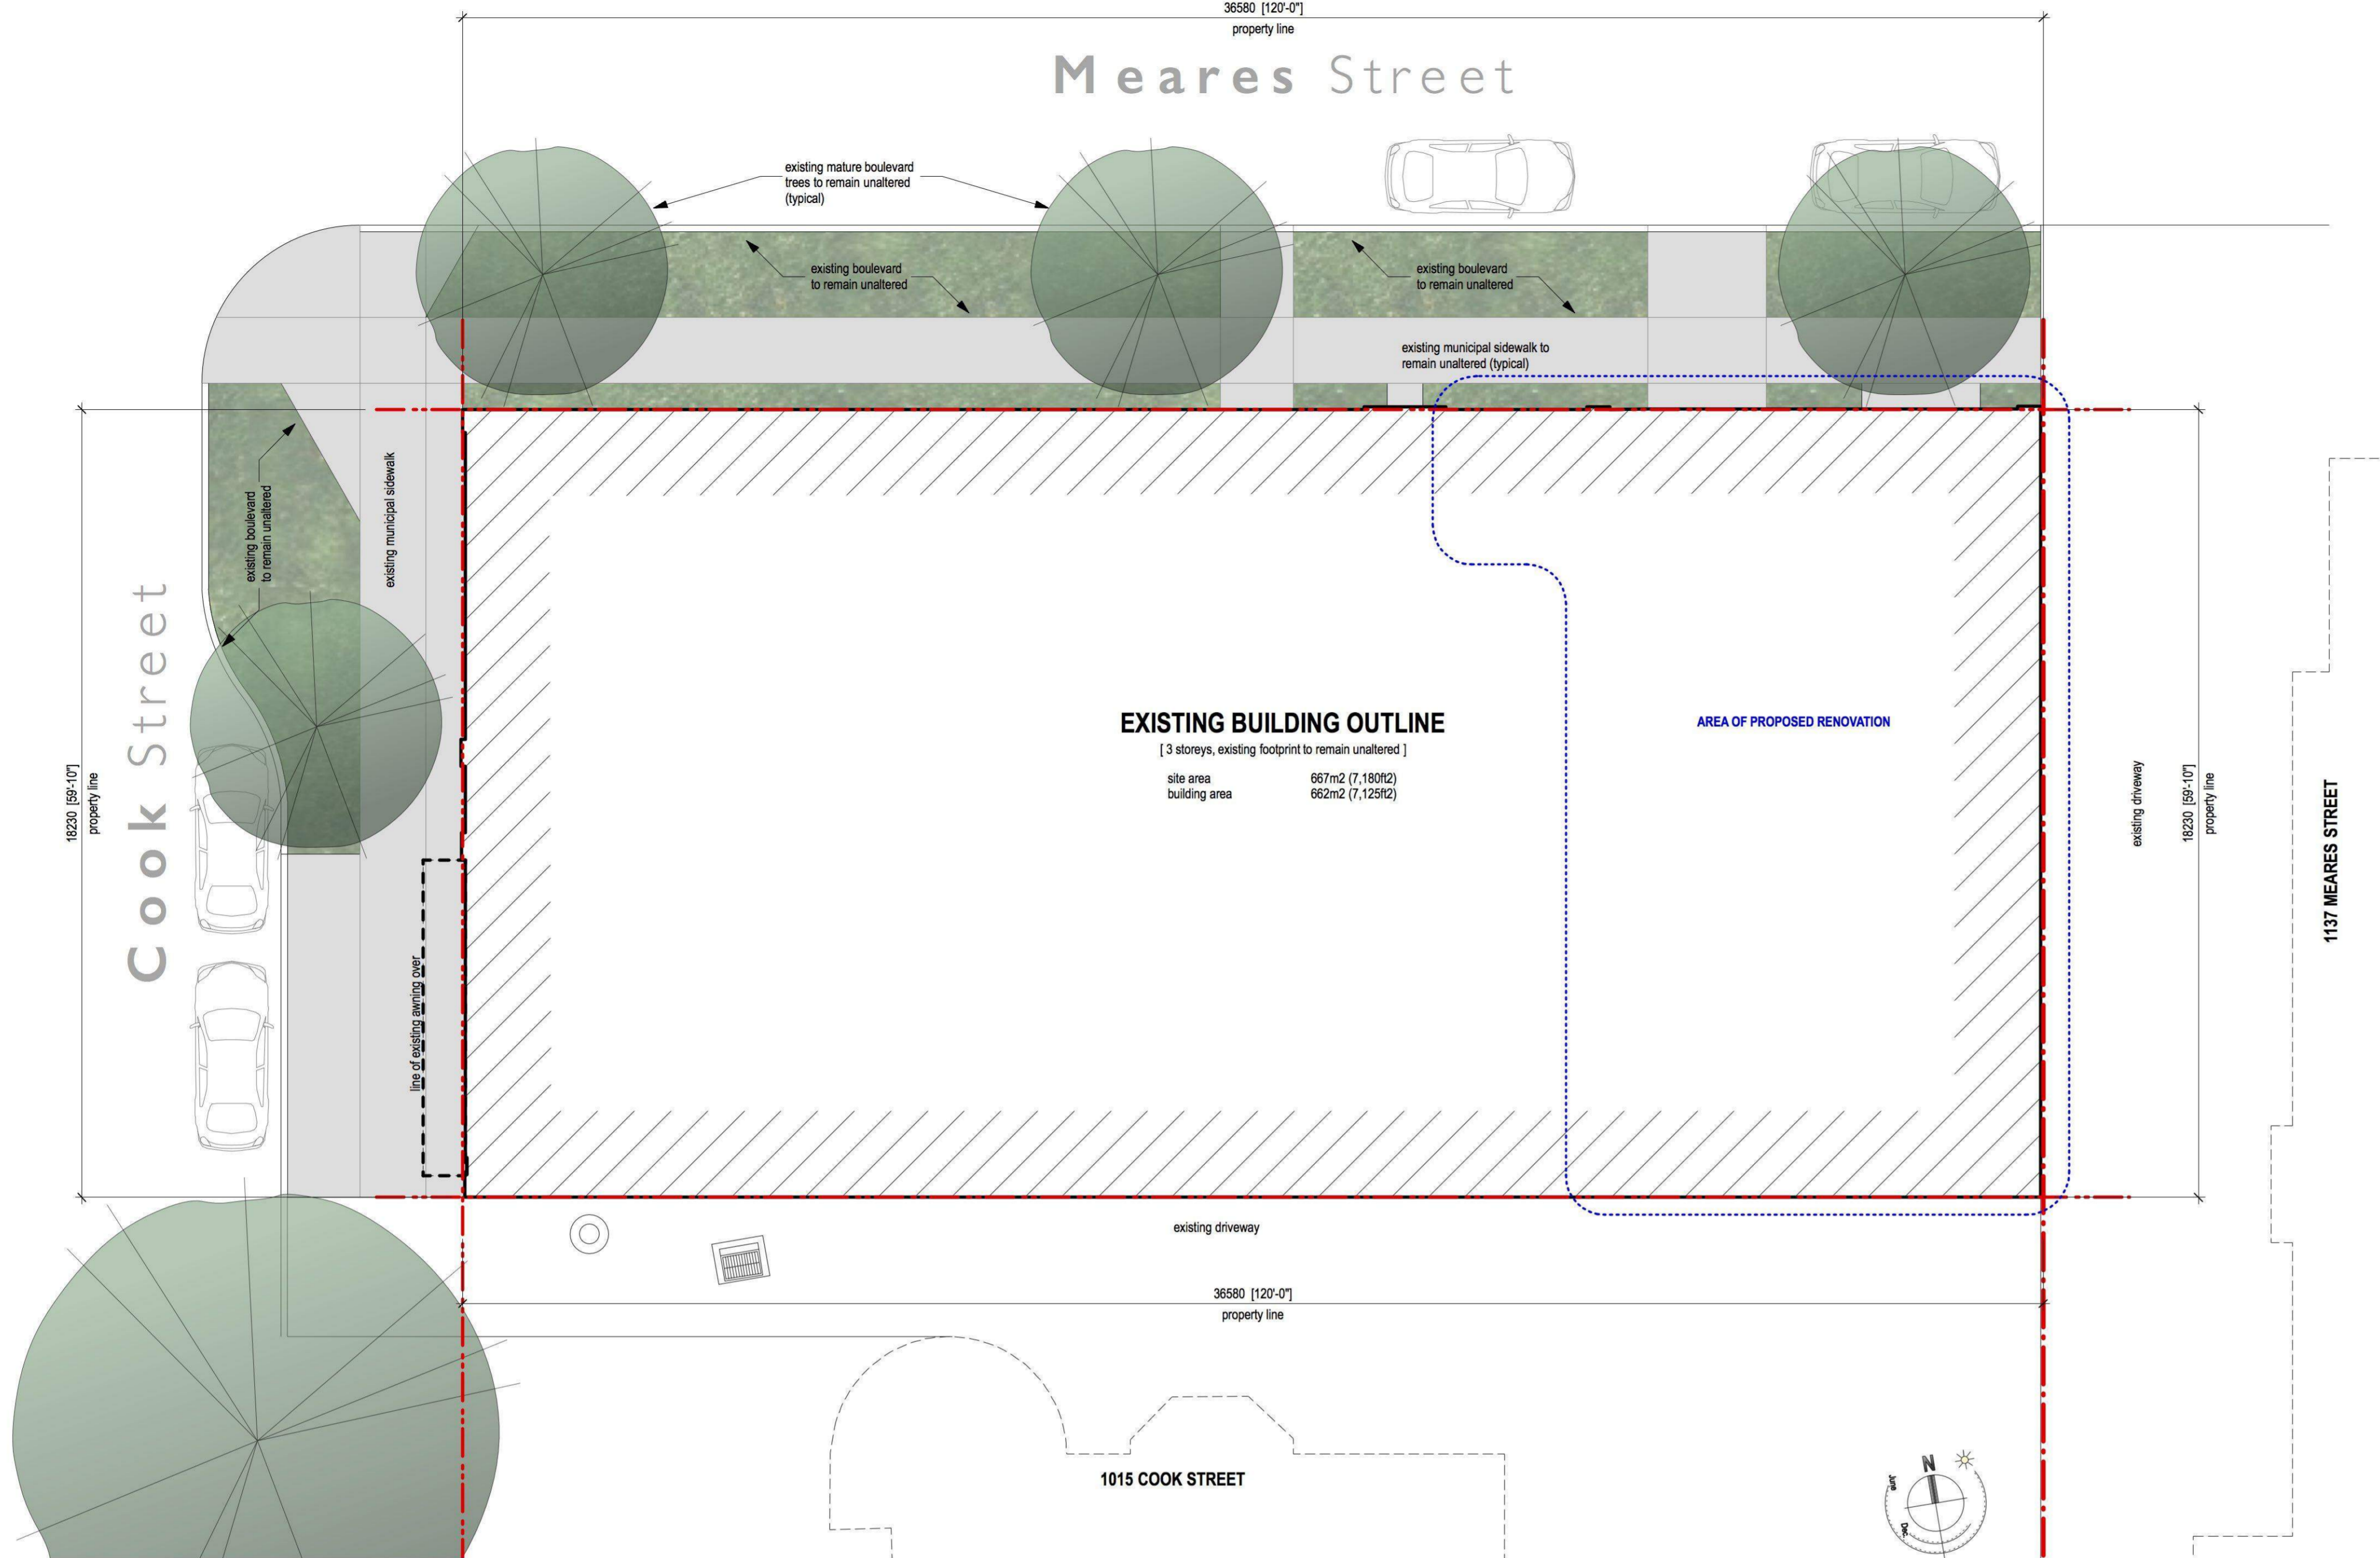 36580 [120'-0"]
property line
Meares Street
existing mature boulevard
trees to remain unaltered
(typical)
existing boulevard
to remain unaltered
existing boulevard
to remain unaltered
existing municipal sidewalk to
remain unaltered (typical)
existing boulevard
to remain unaltered
existing municipal sidewalk
Cook Street
18230 [59'-10"]
property line
line of existing awning over
EXISTING BUILDING OUTLINE
[ 3 storeys, existing footprint to remain unaltered ]
site area 667m2 (7,180ft2)
building area 662m2 (7,125ft2)
AREA OF PROPOSED RENOVATION
existing driveway
18230 [59'-10"]
property line
1137 MEARES STREET
existing driveway
36580 [120'-0"]
property line
1015 COOK STREET
N
June
Dec.